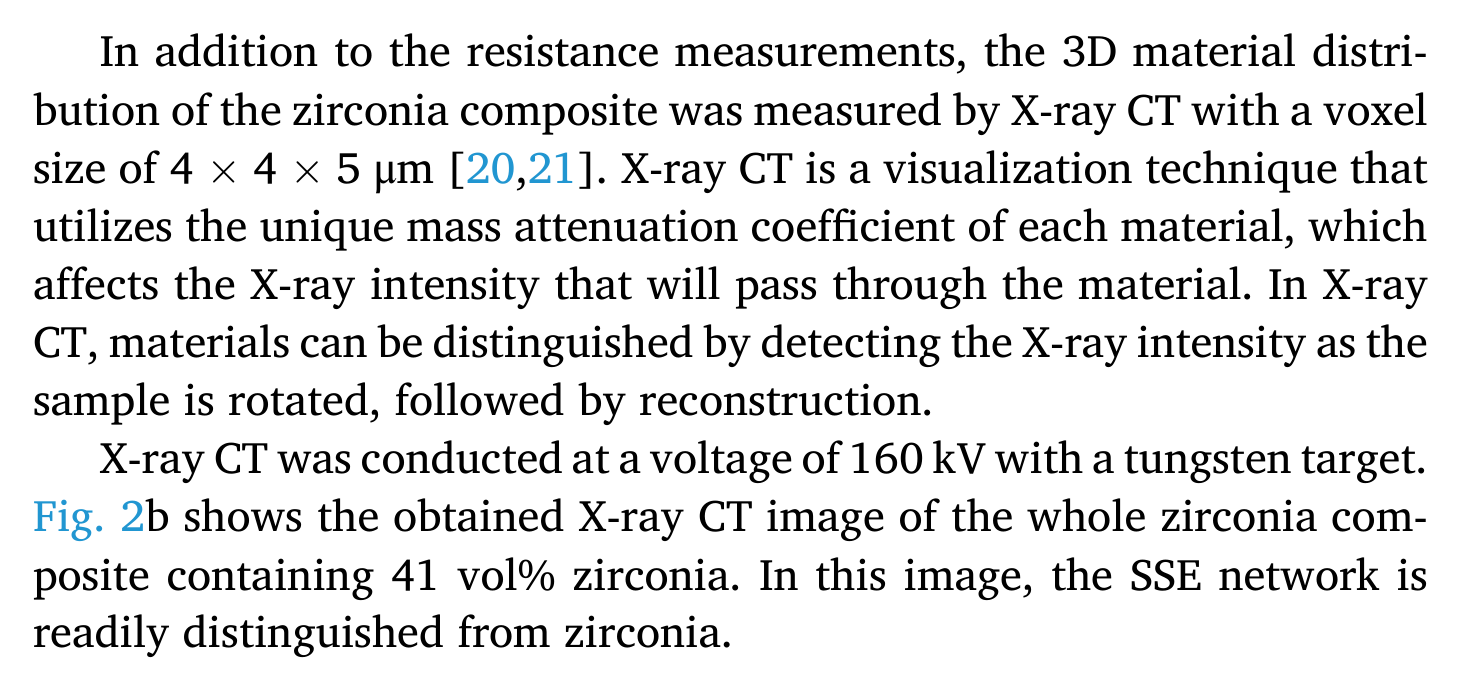 In addition to the resistance measurements, the 3D material distri-
bution of the zirconia composite was measured by X-ray CT with a voxel
size of 4 × 4 × 5 μm [20,21]. X-ray CT is a visualization technique that
utilizes the unique mass attenuation coefficient of each material, which
affects the X-ray intensity that will pass through the material. In X-ray
CT, materials can be distinguished by detecting the X-ray intensity as the
sample is rotated, followed by reconstruction.
X-ray CT was conducted at a voltage of 160 kV with a tungsten target.
Fig. 2b shows the obtained X-ray CT image of the whole zirconia com-
posite containing 41 vol% zirconia. In this image, the SSE network is
readily distinguished from zirconia.